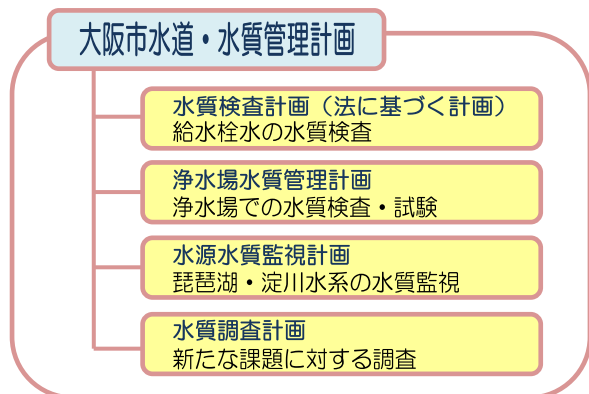 大阪市水道・水質管理計画
水質検査計画（法に基づく計画）
給水栓水の水質検査
浄水場水質管理計画
浄水場での水質検査・試験
水源水質監視計画
琵琶湖・淀川水系の水質監視
水質調査計画
新たな課題に対する調査